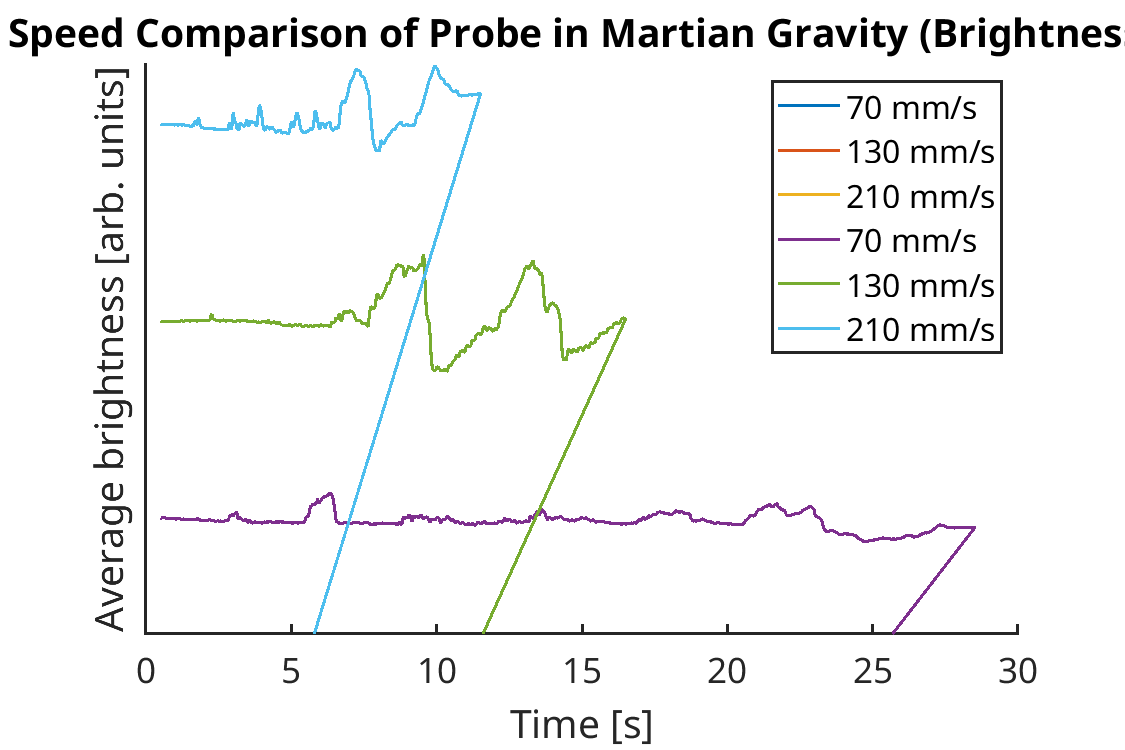 Speed Comparison of Probe in Martian Gravity (Brightnes
Average brightness [arb. units]
70 mm/s
130 mm/s
210 mm/s
70 mm/s
130 mm/s
210 mm/s
0 5 10 15 20 25 30
Time [s]